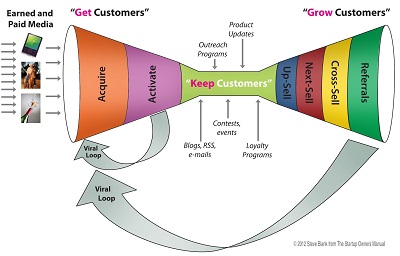 Earned and
Paid Media
"Get Customers"
"Grow Customers"
Product
Updates
Outreach
Programs
Acquire
Activate
"Keep Customers"
Up-Sell
Next-Sell
Cross-Sell
Referrals
Viral
Loop
Blogs, RSS,
e-mails
Contests,
events
Loyalty
Programs
Viral
Loop
© 2012 Steve Blank from The Startup Owners Manual